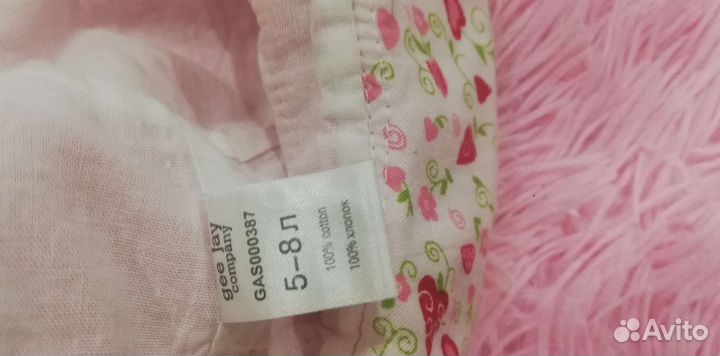 gee jay
company
GAS000387
5-8 л
100% cotton
100% хлопок
Avito